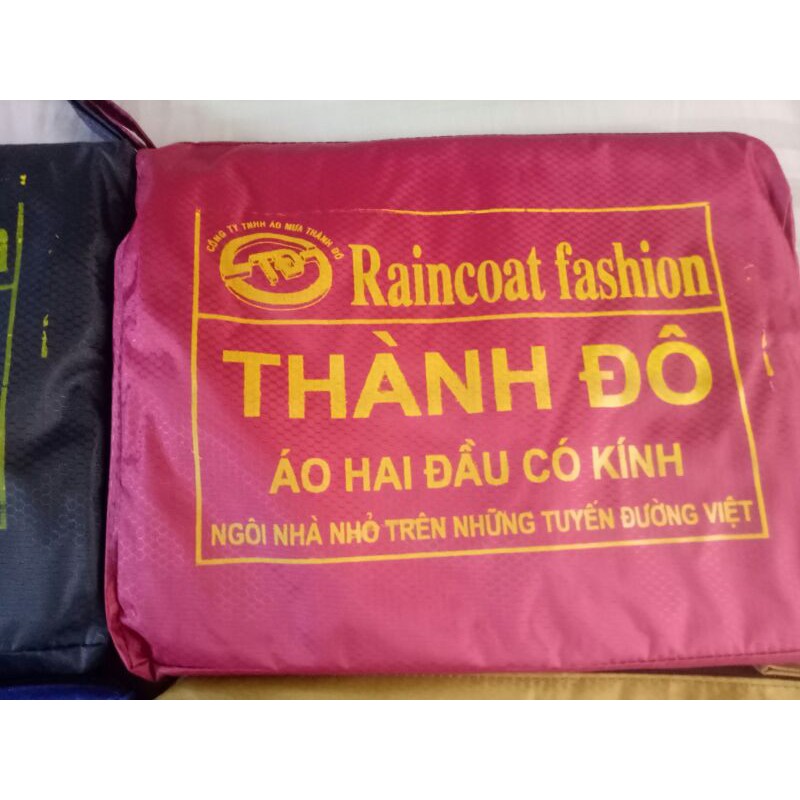 CÔNG TY TNHH ÁO MƯA THÀNH ĐÔ
TĐ
Raincoat fashion
THÀNH ĐÔ
ÁO HAI ĐẦU CÓ KÍNH
NGÔI NHÀ NHỎ TRÊN NHỮNG TUYẾN ĐƯỜNG VIỆT